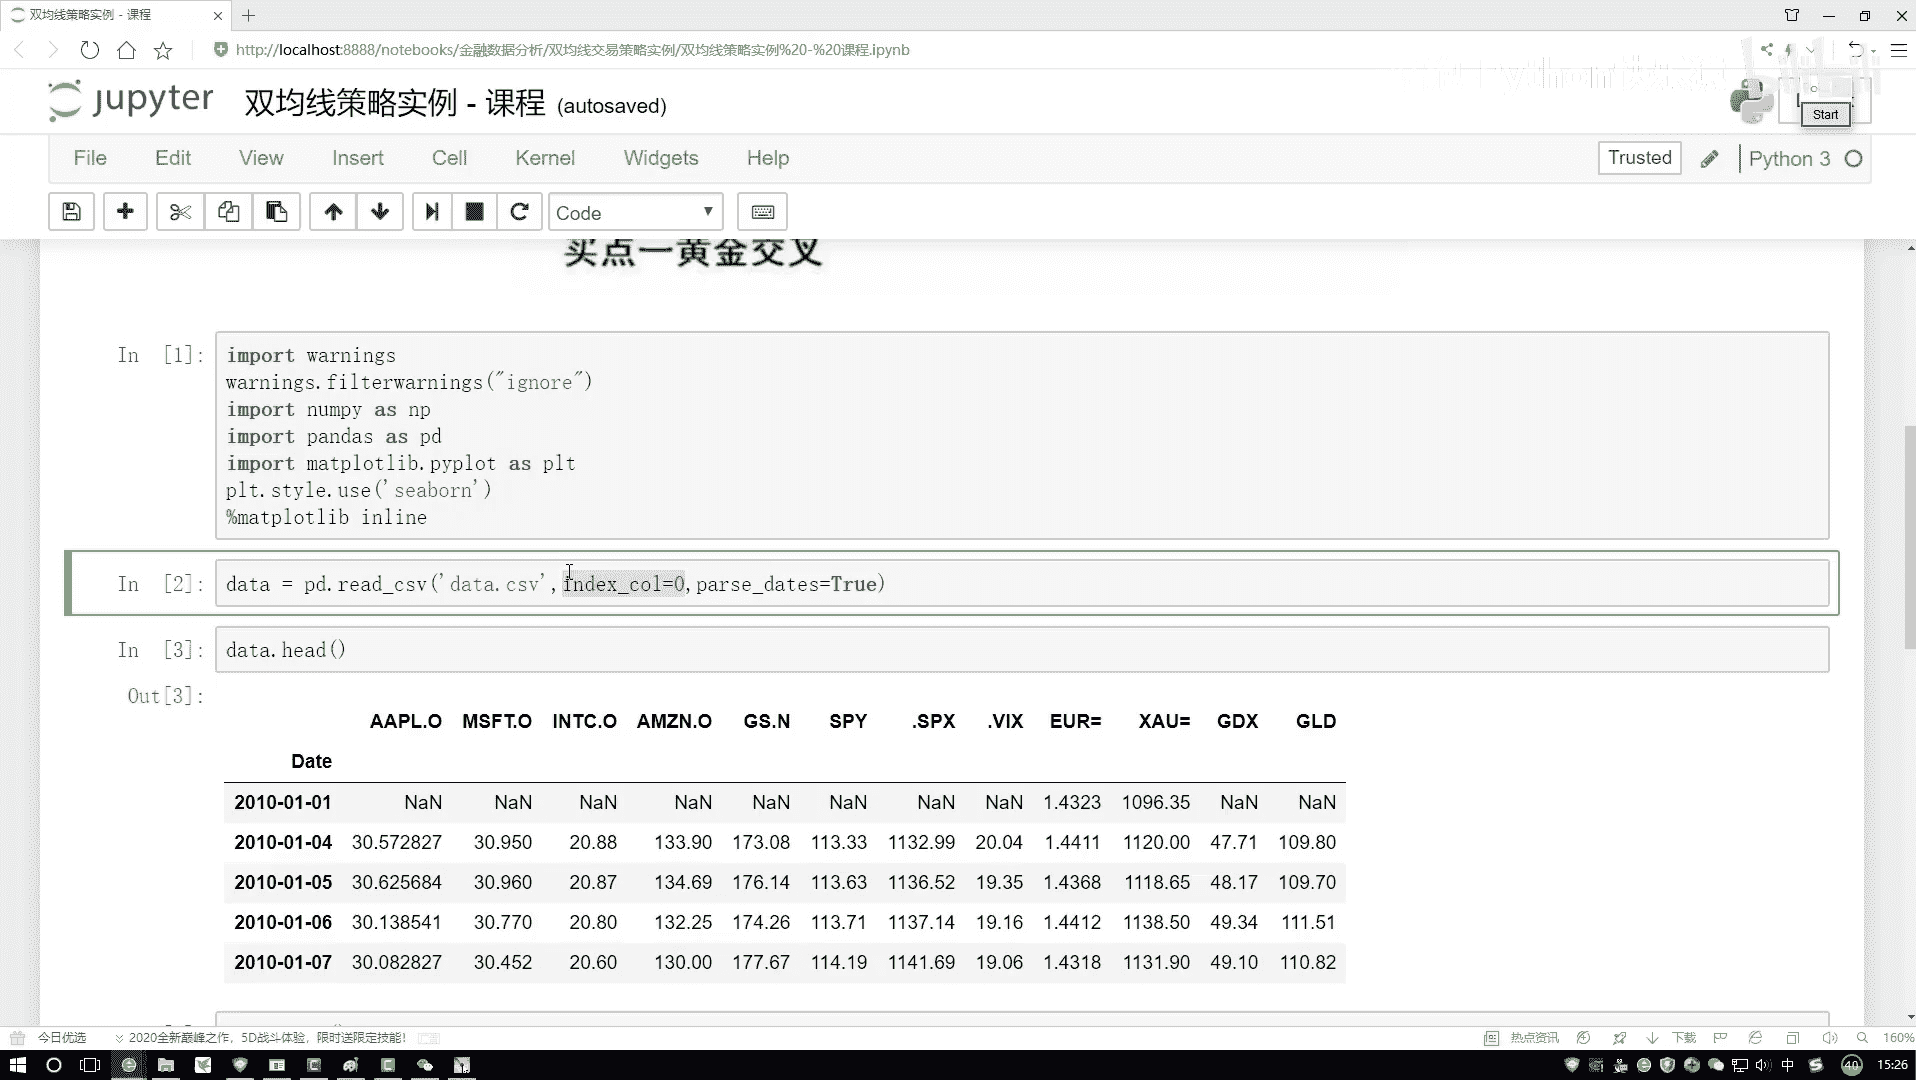 双均线策略实例 - 课程
http://localhost:8888/notebooks/金融数据分析/双均线交易策略实例/双均线策略实例%20-%20课程.ipynb
jupyter 双均线策略实例 - 课程 (autosaved)
Start
File Edit View Insert Cell Kernel Widgets Help Trusted Python 3
Code
买点一黄金交叉
In [1]: import warnings
warnings.filterwarnings("ignore")
import numpy as np
import pandas as pd
import matplotlib.pyplot as plt
plt.style.use('seaborn')
%matplotlib inline
In [2]: data = pd.read_csv('data.csv',index_col=0,parse_dates=True)
In [3]: data.head()
Out[3]:
AAPL.O MSFT.O INTC.O AMZN.O GS.N SPY .SPX .VIX EUR= XAU= GDX GLD
Date
2010-01-01 NaN NaN NaN NaN NaN NaN NaN NaN 1.4323 1096.35 NaN NaN
2010-01-04 30.572827 30.950 20.88 133.90 173.08 113.33 1132.99 20.04 1.4411 1120.00 47.71 109.80
2010-01-05 30.625684 30.960 20.87 134.69 176.14 113.63 1136.52 19.35 1.4368 1118.65 48.17 109.70
2010-01-06 30.138541 30.770 20.80 132.25 174.26 113.71 1137.14 19.16 1.4412 1138.50 49.34 111.51
2010-01-07 30.082827 30.452 20.60 130.00 177.67 114.19 1141.69 19.06 1.4318 1131.90 49.10 110.82
今日优选 2020全新巅峰之作，5D战斗体验，限时送限定技能！ 热点资讯 下载 160%
中 40 15:26